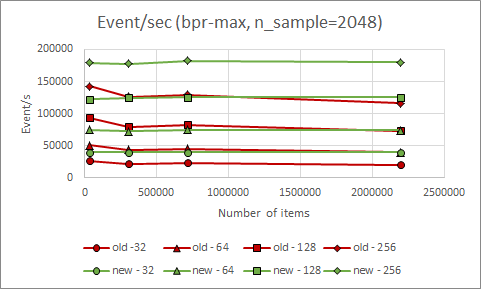 Event/sec (bpr-max, n_sample=2048)
200000
150000
100000
50000
0
Event/s
0 500000 1000000 1500000 2000000 2500000
Number of items
old -32 old - 64 old - 128 old - 256
new - 32 new - 64 new - 128 new - 256